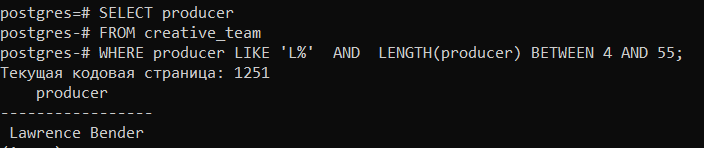 postgres=# SELECT producer
postgres-# FROM creative_team
postgres-# WHERE producer LIKE 'L%'  AND  LENGTH(producer) BETWEEN 4 AND 55;
Текущая кодовая страница: 1251
    producer
-----------------
 Lawrence Bender